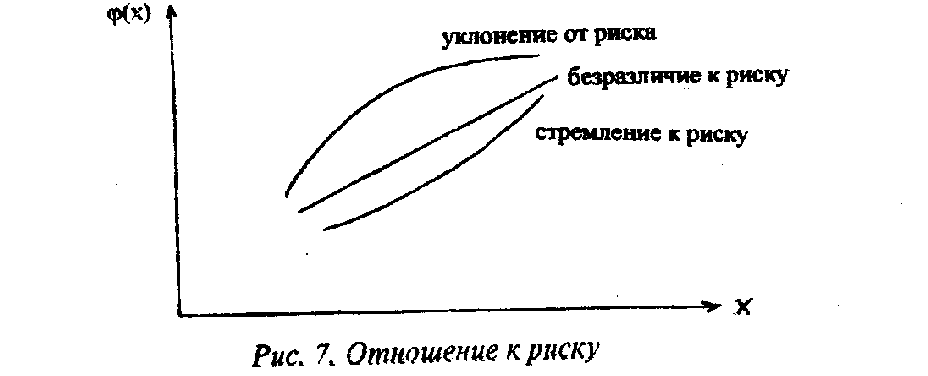 φ(x)
уклонение от риска
безразличие к риску
стремление к риску
X
Рис. 7. Отношение к риску